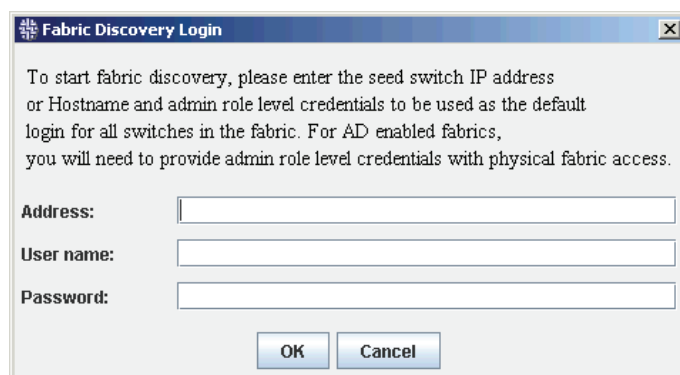 Fabric Discovery Login
To start fabric discovery, please enter the seed switch IP address
or Hostname and admin role level credentials to be used as the default
login for all switches in the fabric. For AD enabled fabrics,
you will need to provide admin role level credentials with physical fabric access.
Address:
User name:
Password:
OK Cancel